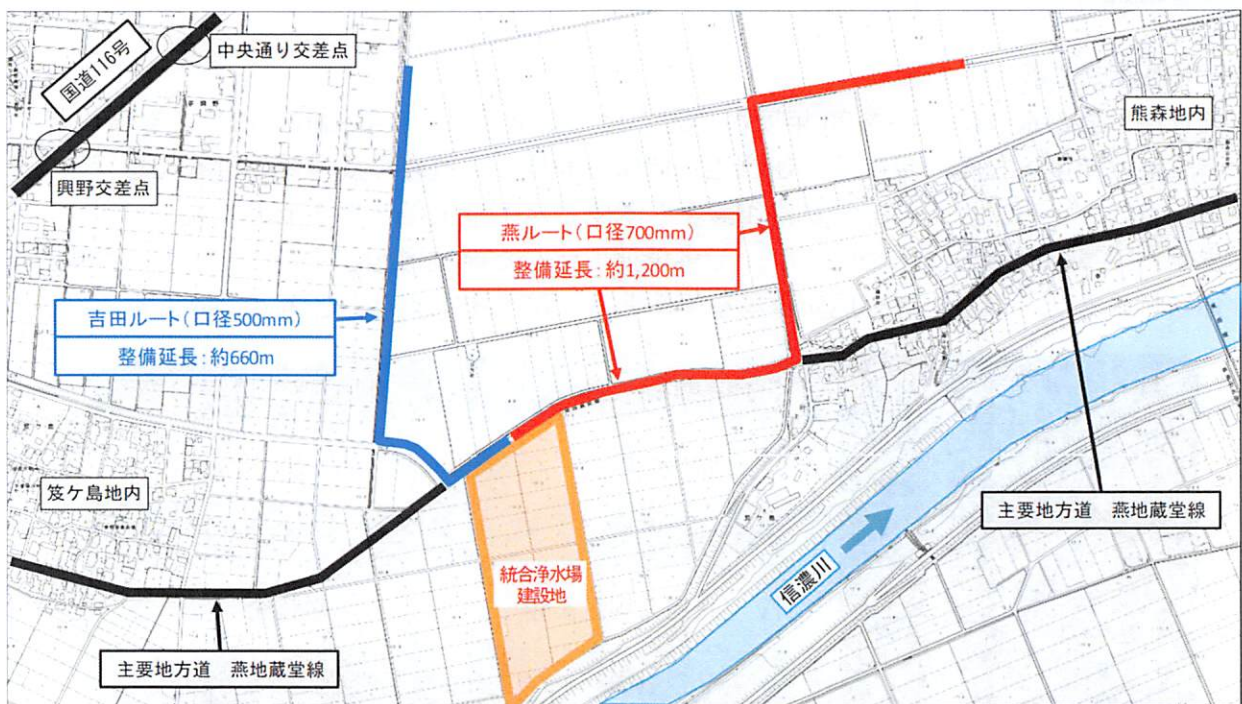 国道116号
中央通り交差点
興野交差点
熊森地内
燕ルート(口径700mm)
整備延長:約1,200m
吉田ルート(口径500mm)
整備延長:約660m
笈ケ島地内
統合浄水場
建設地
信濃川
主要地方道 燕地蔵堂線
主要地方道 燕地蔵堂線